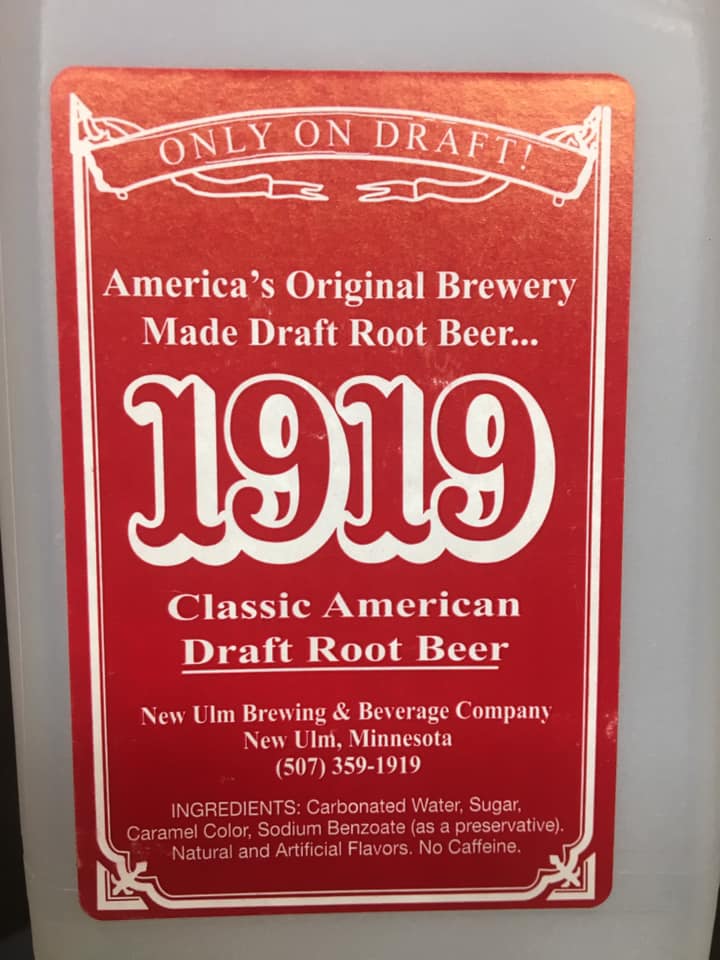 ONLY ON DRAFT!
America's Original Brewery
Made Draft Root Beer...
1919
Classic American
Draft Root Beer
New Ulm Brewing & Beverage Company
New Ulm, Minnesota
(507) 359-1919
INGREDIENTS: Carbonated Water, Sugar,
Caramel Color, Sodium Benzoate (as a preservative).
Natural and Artificial Flavors. No Caffeine.